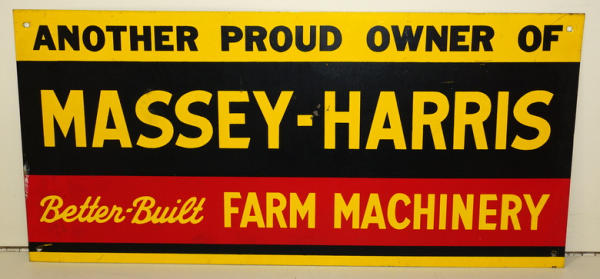 ANOTHER PROUD OWNER OF
MASSEY-HARRIS
Better-Built FARM MACHINERY